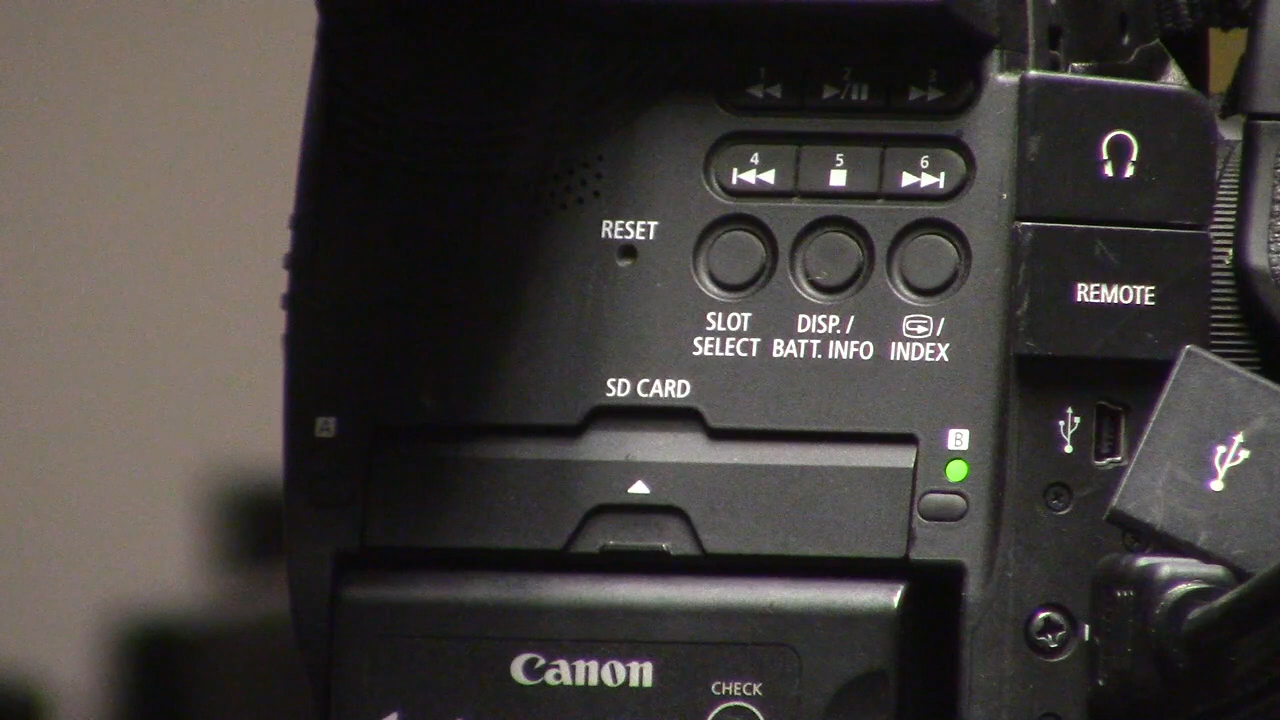 1 2 3
4 5 6
RESET
SLOT SELECT
DISP. / BATT. INFO
/ INDEX
REMOTE
SD CARD
A
B
Canon
CHECK